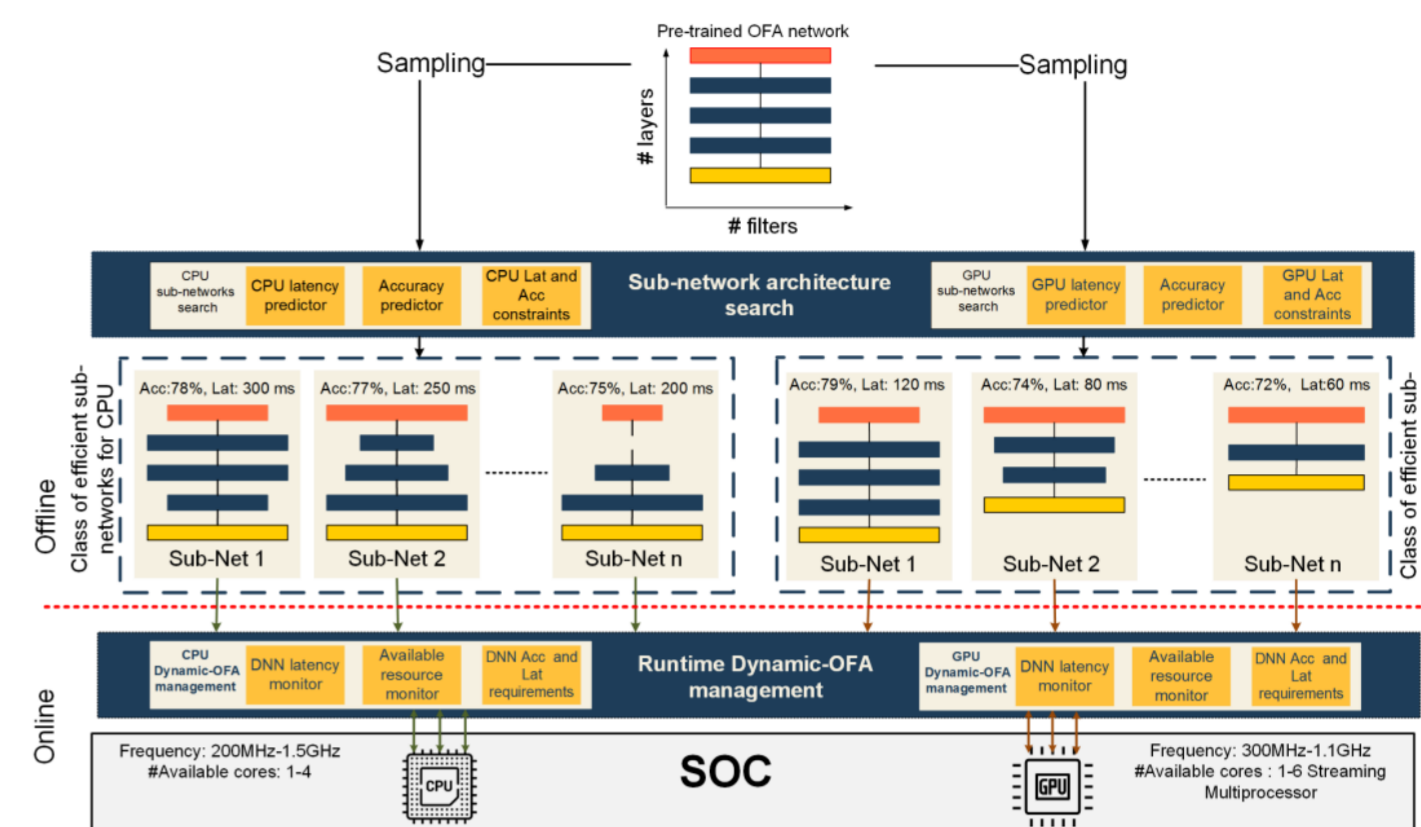 Pre-trained OFA network
Sampling
Sampling
# layers
# filters
CPU
sub-networks
search
CPU latency
predictor
Accuracy
predictor
CPU Lat and
Acc
constraints
Sub-network architecture
search
GPU
sub-networks
search
GPU latency
predictor
Accuracy
predictor
GPU Lat
and Acc
constraints
Offline
Class of efficient sub-
networks for CPU
Acc:78%, Lat: 300 ms
Sub-Net 1
Acc:77%, Lat: 250 ms
Sub-Net 2
Acc:75%, Lat: 200 ms
Sub-Net n
Acc:79%, Lat: 120 ms
Sub-Net 1
Acc:74%, Lat: 80 ms
Sub-Net 2
Acc:72%, Lat:60 ms
Sub-Net n
Class of efficient sub-
Online
CPU
Dynamic-OFA
management
DNN latency
monitor
Available
resource
monitor
DNN Acc and
Lat
requirements
Runtime Dynamic-OFA
management
GPU
Dynamic-OFA
management
DNN latency
monitor
Available
resource
monitor
DNN Acc and
Lat
requirements
Frequency: 200MHz-1.5GHz
#Available cores: 1-4
CPU
SOC
GPU
Frequency: 300MHz-1.1GHz
#Available cores : 1-6 Streaming
Multiprocessor